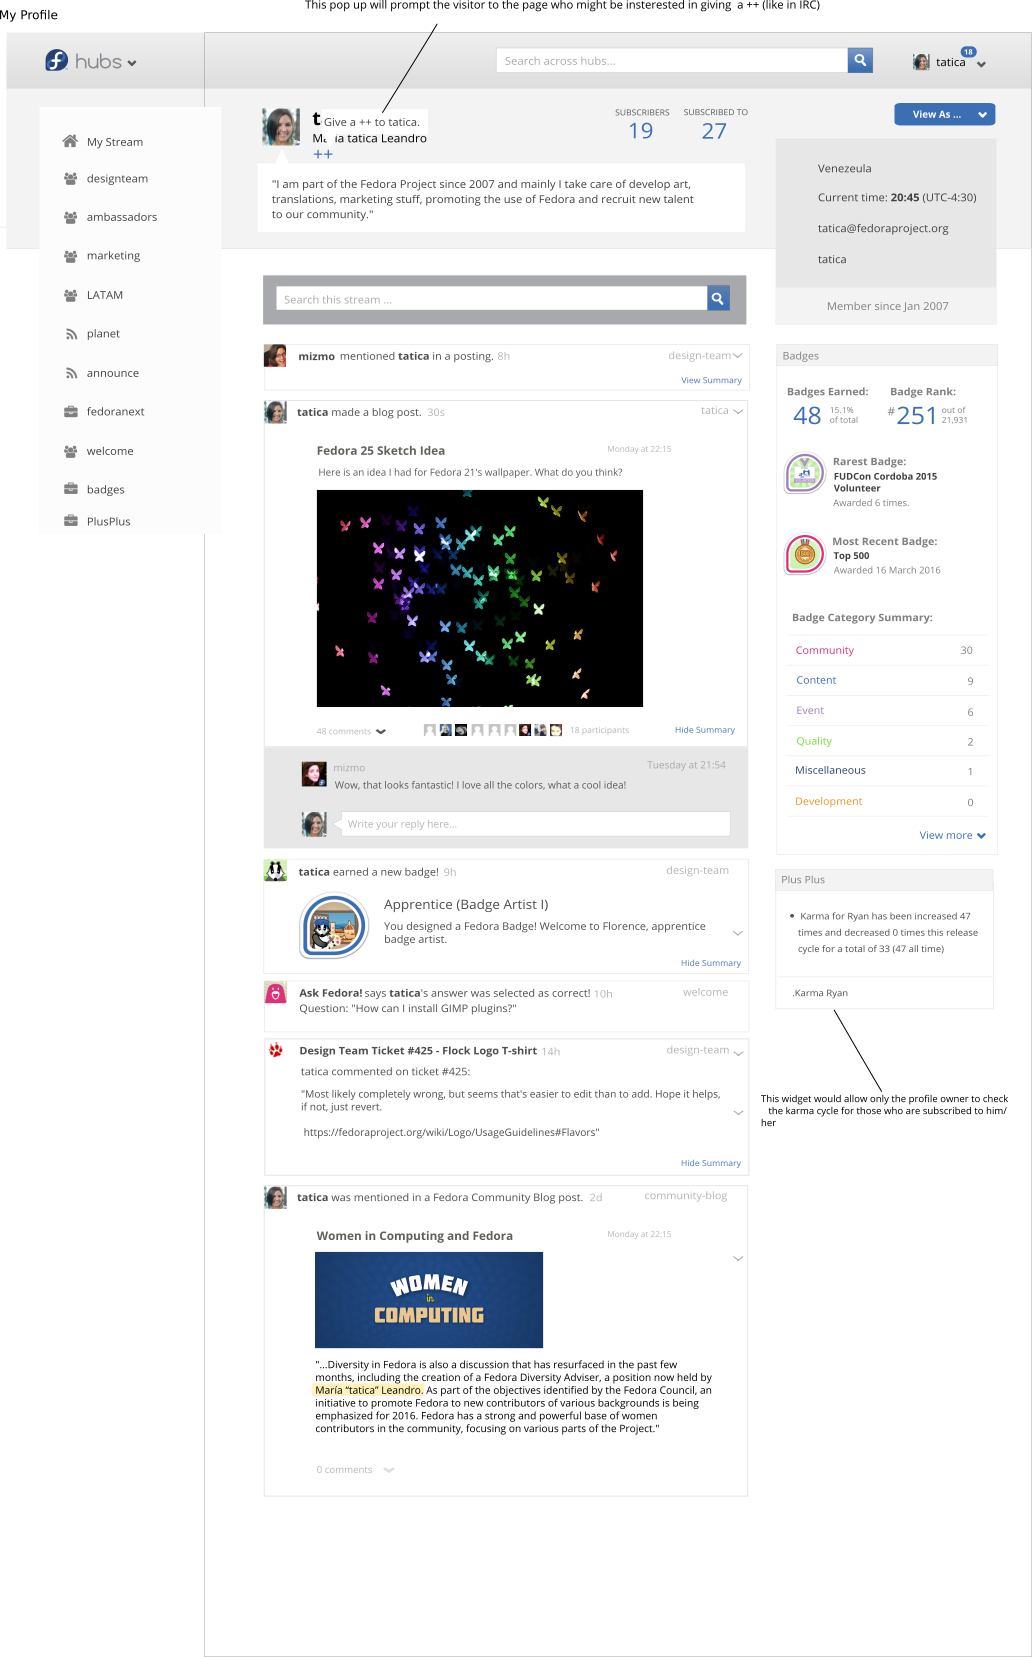 This pop up will prompt the visitor to the page who might be insterested in giving a ++ (like in IRC)
My Profile
hubs
Search across hubs...
18
tatica
My Stream
designteam
ambassadors
marketing
LATAM
planet
announce
fedoranext
welcome
badges
PlusPlus
t
Give a ++ to tatica.
María tatica Leandro
++
SUBSCRIBERS
19
SUBSCRIBED TO
27
View As ...
"I am part of the Fedora Project since 2007 and mainly I take care of develop art,
translations, marketing stuff, promoting the use of Fedora and recruit new talent
to our community."
Venezeula
Current time: 20:45 (UTC-4:30)
tatica@fedoraproject.org
tatica
Member since Jan 2007
Search this stream ...
mizmo mentioned tatica in a posting. 8h
design-team
View Summary
tatica made a blog post. 30s
tatica
Fedora 25 Sketch Idea
Monday at 22:15
Here is an idea I had for Fedora 21's wallpaper. What do you think?
48 comments
18 participants
Hide Summary
mizmo
Tuesday at 21:54
Wow, that looks fantastic! I love all the colors, what a cool idea!
Write your reply here...
tatica earned a new badge! 9h
design-team
Apprentice (Badge Artist I)
You designed a Fedora Badge! Welcome to Florence, apprentice
badge artist.
Hide Summary
Ask Fedora! says tatica's answer was selected as correct! 10h
welcome
Question: "How can I install GIMP plugins?"
Design Team Ticket #425 - Flock Logo T-shirt 14h
design-team
tatica commented on ticket #425:
"Most likely completely wrong, but seems that's easier to edit than to add. Hope it helps,
if not, just revert.
https://fedoraproject.org/wiki/Logo/UsageGuidelines#Flavors"
Hide Summary
tatica was mentioned in a Fedora Community Blog post. 2d
community-blog
Women in Computing and Fedora
Monday at 22:15
WOMEN
in
COMPUTING
"...Diversity in Fedora is also a discussion that has resurfaced in the past few
months, including the creation of a Fedora Diversity Adviser, a position now held by
María “tatica” Leandro. As part of the objectives identified by the Fedora Council, an
initiative to promote Fedora to new contributors of various backgrounds is being
emphasized for 2016. Fedora has a strong and powerful base of women
contributors in the community, focusing on various parts of the Project."
0 comments
Badges
Badges Earned:
48
15.1%
of total
Badge Rank:
#251
out of
21,931
Rarest Badge:
FUDCon Cordoba 2015
Volunteer
Awarded 6 times.
Most Recent Badge:
Top 500
Awarded 16 March 2016
Badge Category Summary:
Community 30
Content 9
Event 6
Quality 2
Miscellaneous 1
Development 0
View more
Plus Plus
• Karma for Ryan has been increased 47
times and decreased 0 times this release
cycle for a total of 33 (47 all time)
.Karma Ryan
This widget would allow only the profile owner to check
the karma cycle for those who are subscribed to him/
her